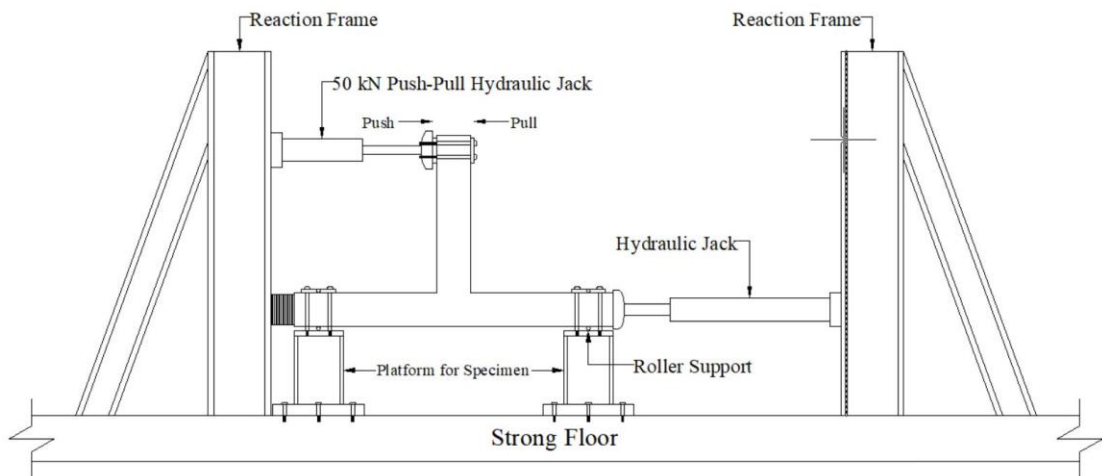 Reaction Frame
Reaction Frame
50 kN Push-Pull Hydraulic Jack
Push
Pull
Hydraulic Jack
Platform for Specimen
Roller Support
Strong Floor